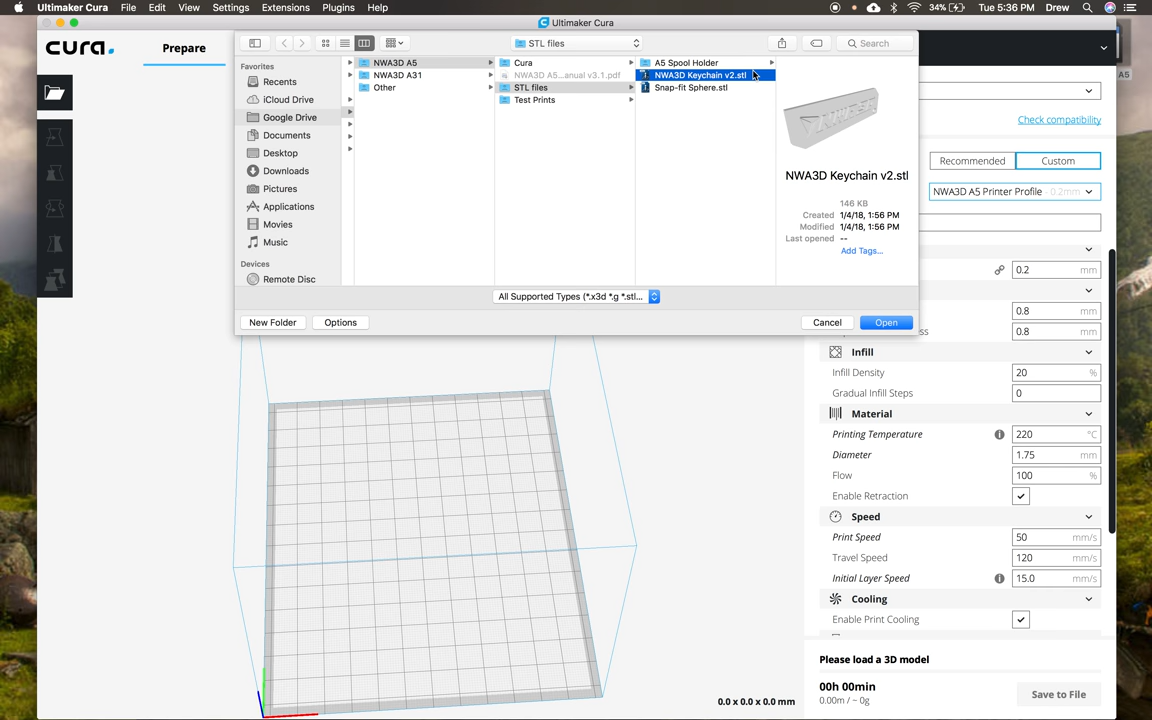 Ultimaker Cura File Edit View Settings Extensions Plugins Help 34% Tue 5:36 PM Drew
Ultimaker Cura
cura.
Prepare
STL files
Search
Favorites
Recents
iCloud Drive
Google Drive
Documents
Desktop
Downloads
Pictures
Applications
Movies
Music
Devices
Remote Disc
NWA3D A5
NWA3D A31
Other
Cura
NWA3D A5...anual v3.1.pdf
STL files
Test Prints
A5 Spool Holder
NWA3D Keychain v2.stl
Snap-fit Sphere.stl
NWA3D Keychain v2.stl
146 KB
Created 1/4/18, 1:56 PM
Modified 1/4/18, 1:56 PM
Last opened --
Add Tags...
All Supported Types (*.x3d *.g *.stl...
New Folder
Options
Cancel
Open
A5
Check compatibility
Recommended
Custom
NWA3D A5 Printer Profile - 0.2mm
0.2 mm
0.8 mm
ss 0.8 mm
Infill
Infill Density 20 %
Gradual Infill Steps 0
Material
Printing Temperature 220 °C
Diameter 1.75 mm
Flow 100 %
Enable Retraction
Speed
Print Speed 50 mm/s
Travel Speed 120 mm/s
Initial Layer Speed 15.0 mm/s
Cooling
Enable Print Cooling
Please load a 3D model
00h 00min
0.00m / ~ 0g
Save to File
0.0 x 0.0 x 0.0 mm